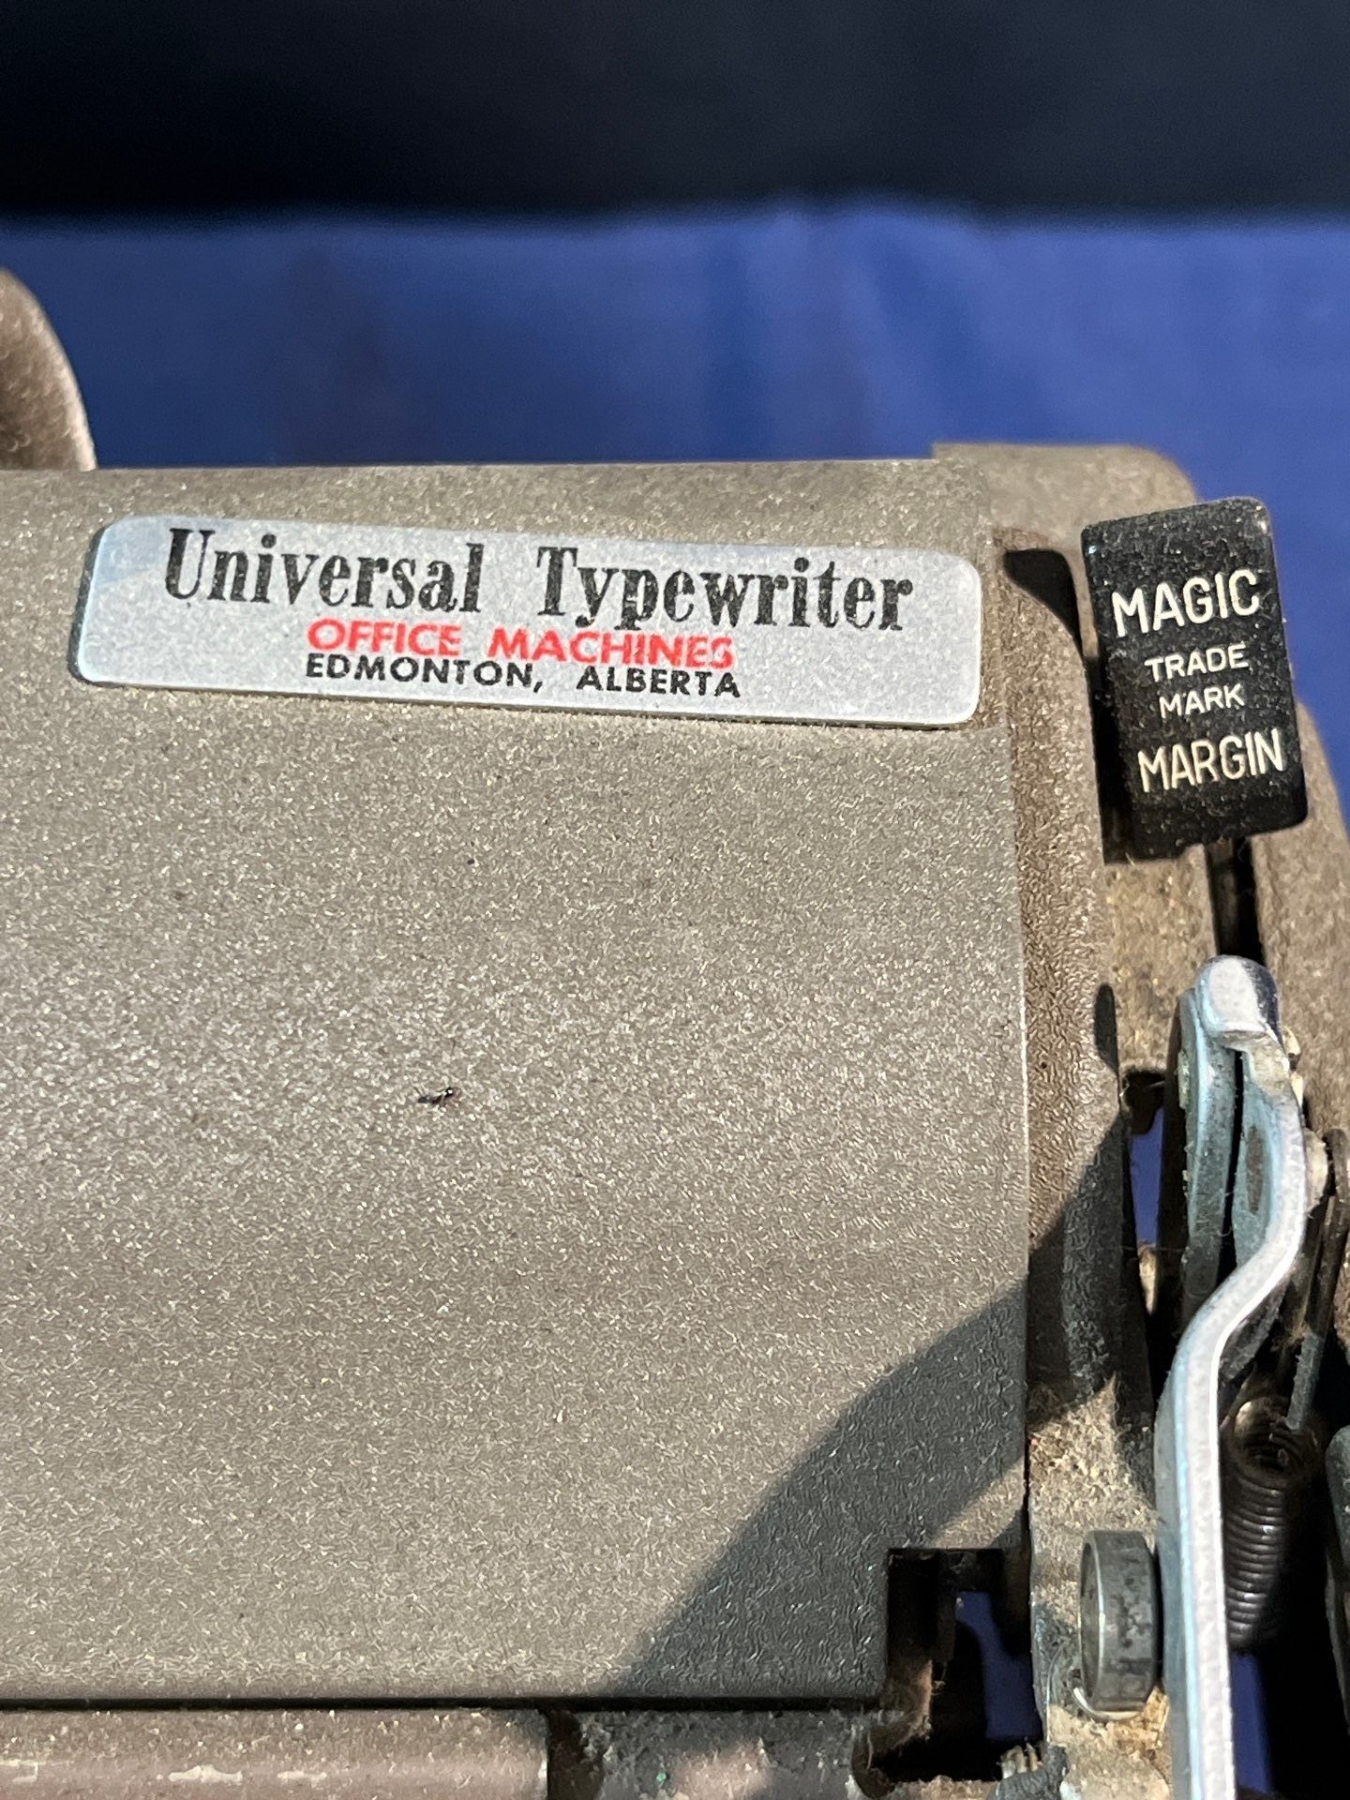 Universal Typewriter
OFFICE MACHINES
EDMONTON, ALBERTA
MAGIC
TRADE
MARK
MARGIN